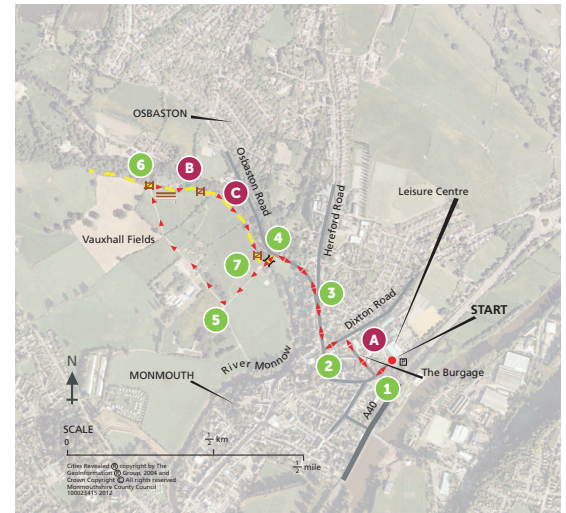 OSBASTON
6
B
Osbaston Road
C
Hereford Road
Leisure Centre
Vauxhall Fields
4
7
3
5
Dixton Road
START
A
P
River Monnow
2
The Burgage
1
N
MONMOUTH
A40
SCALE
0
½ km
½ mile
Cities Revealed © copyright by The
GeoInformation © Group, 2004 and
Crown Copyright © All rights reserved
Monmouthshire County Council
100023415 2012